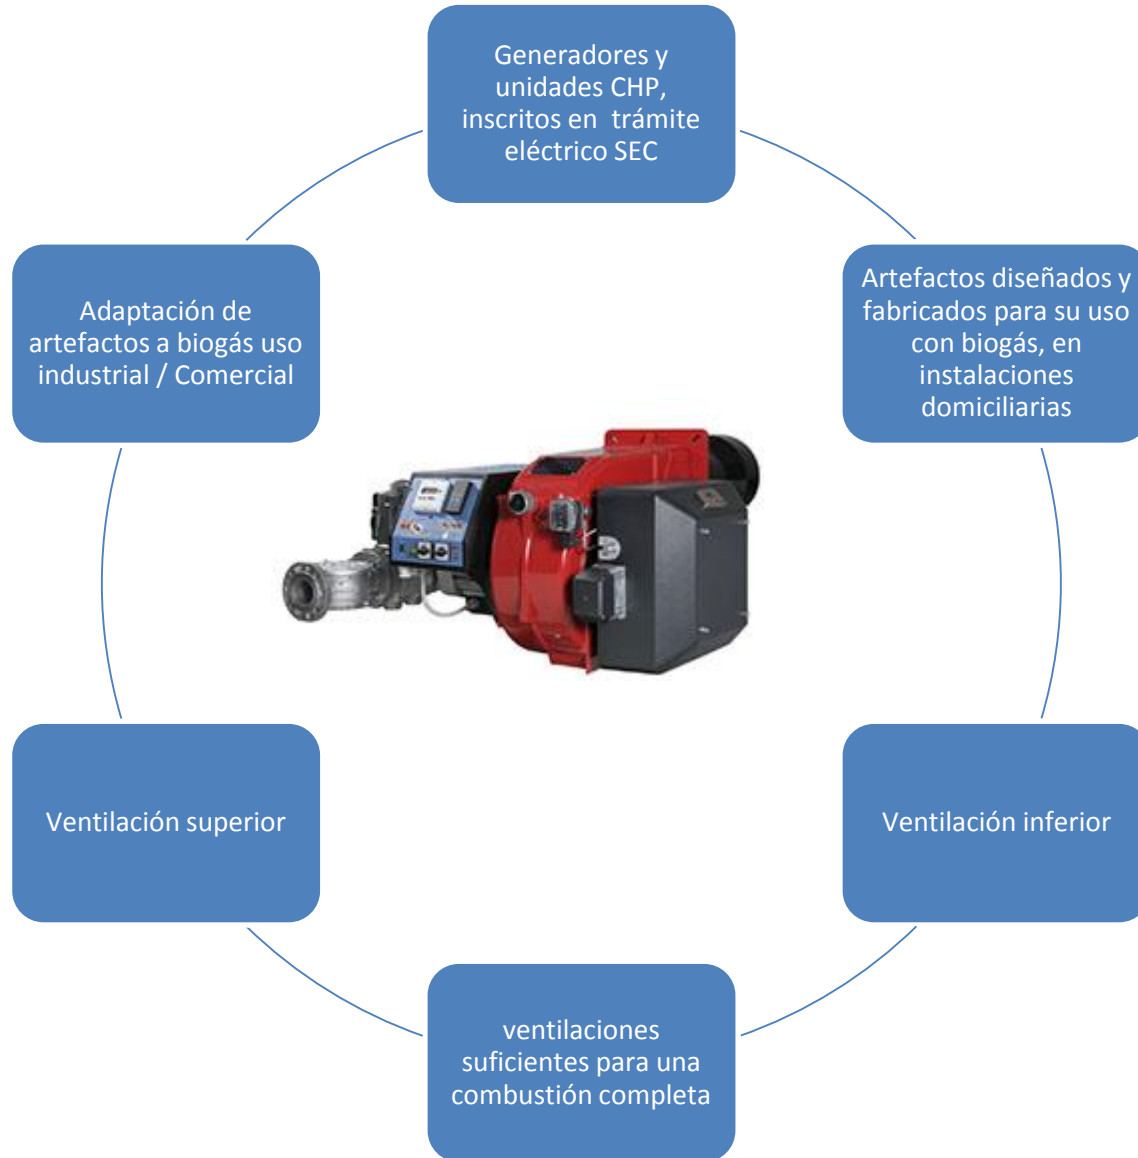 Generadores y
unidades CHP,
inscritos en trámite
eléctrico SEC
Artefactos diseñados y
fabricados para su uso
con biogás, en
instalaciones
domiciliarias
Ventilación inferior
ventilaciones
suficientes para una
combustión completa
Ventilación superior
Adaptación de
artefactos a biogás uso
industrial / Comercial